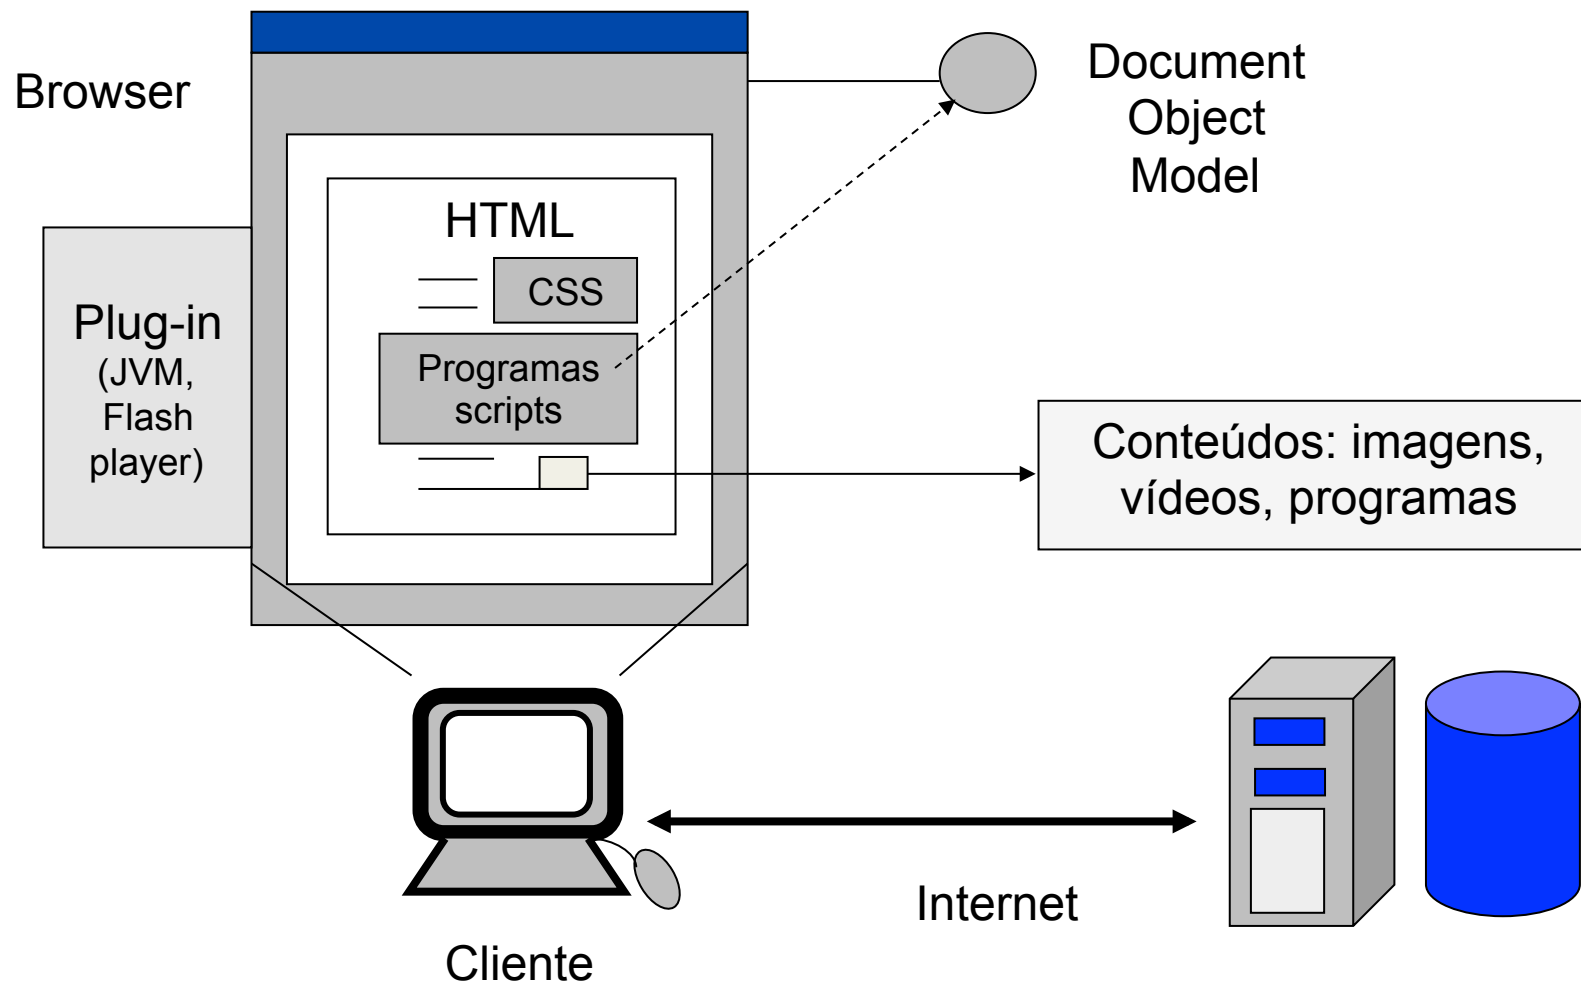 Browser
Document
Object
Model
HTML
CSS
Programas
scripts
Plug-in
(JVM,
Flash
player)
Conteúdos: imagens,
vídeos, programas
Internet
Cliente